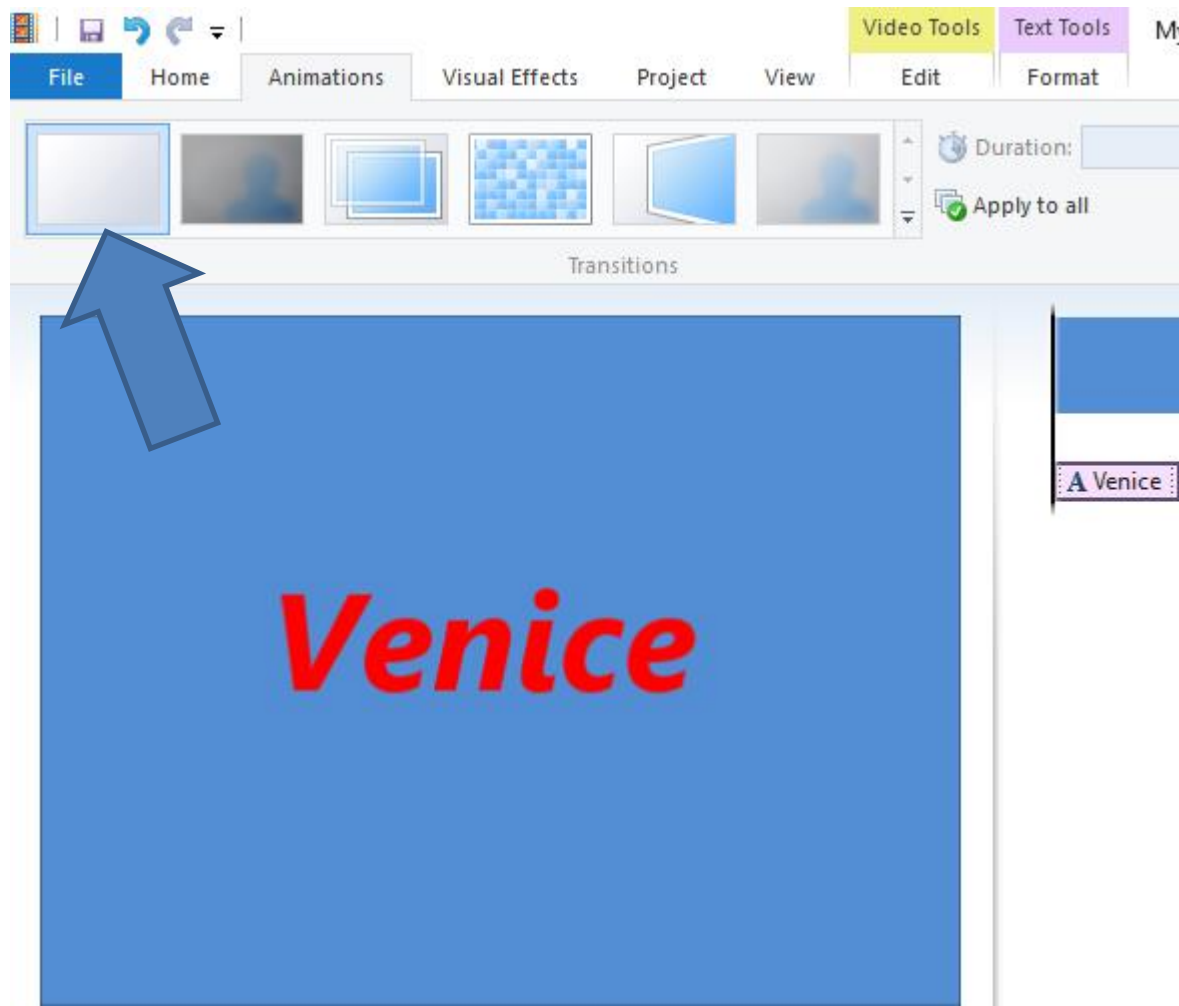 Video Tools Text Tools
File Home Animations Visual Effects Project View Edit Format
Duration:
Apply to all
Transitions
Venice
A Venice